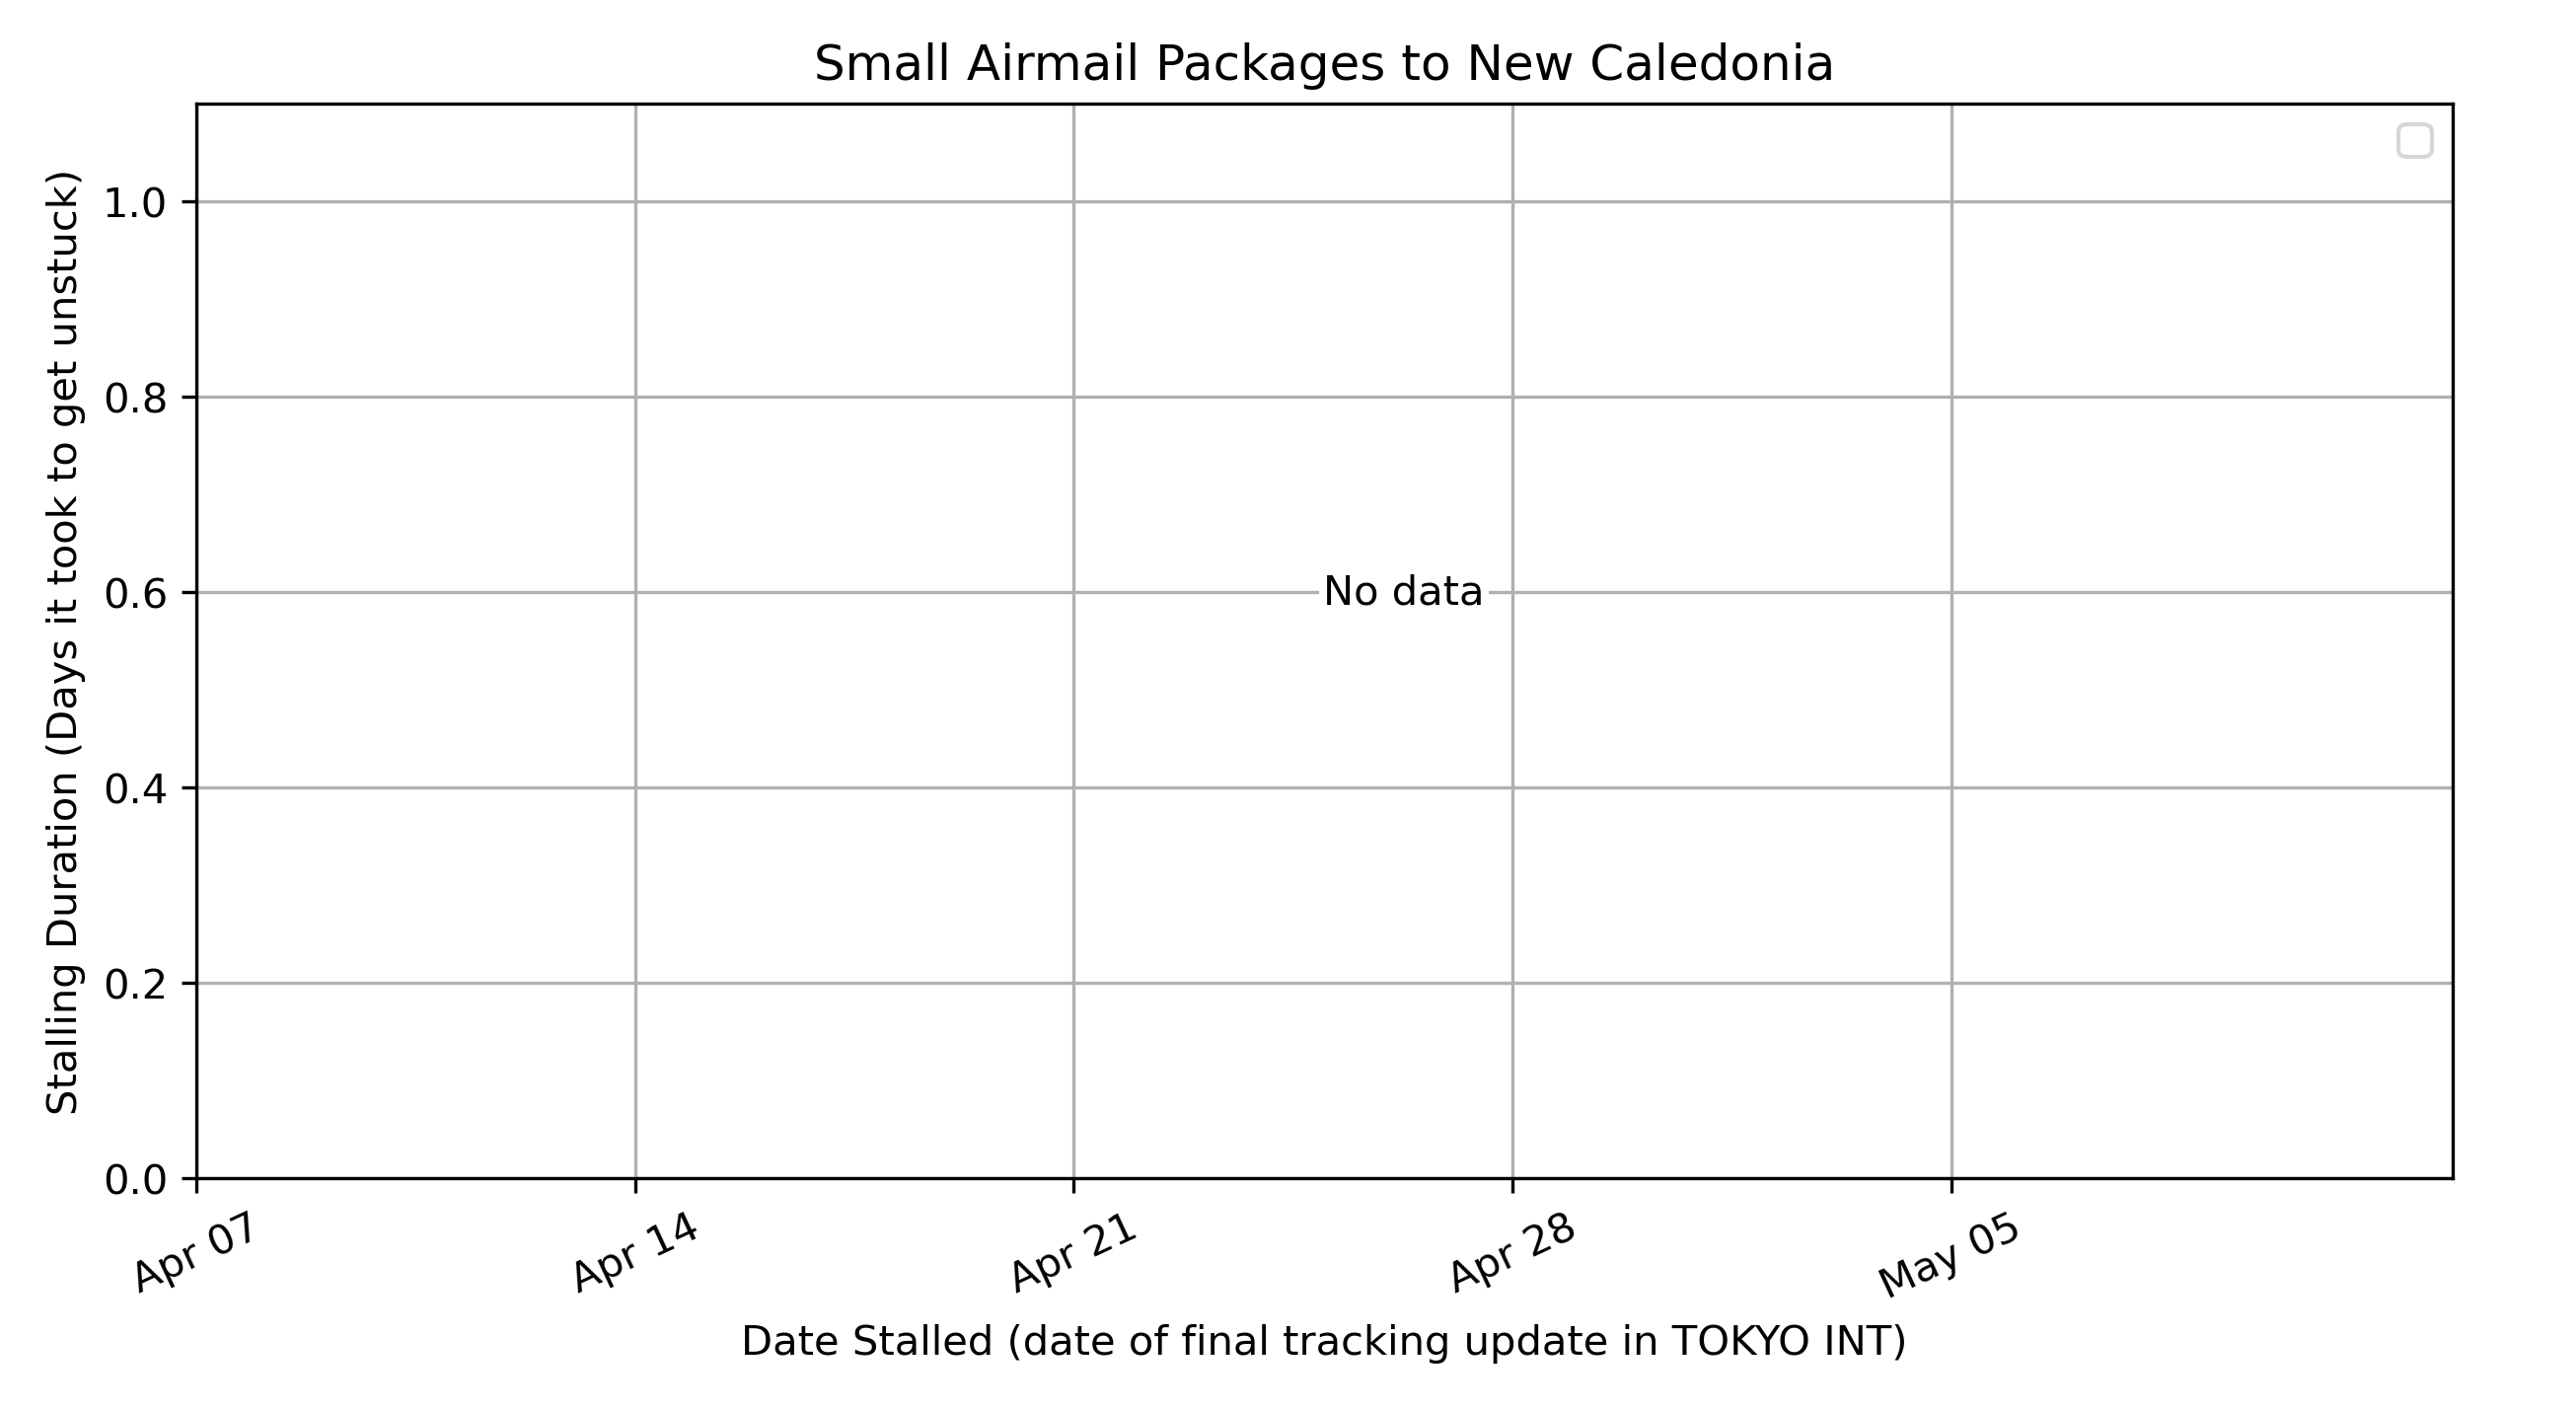 Small Airmail Packages to New Caledonia
Stalling Duration (Days it took to get unstuck)
1.0
0.8
0.6
0.4
0.2
0.0
No data
Apr 07
Apr 14
Apr 21
Apr 28
May 05
Date Stalled (date of final tracking update in TOKYO INT)